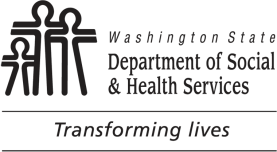 Washington State
Department of Social
& Health Services
Transforming lives